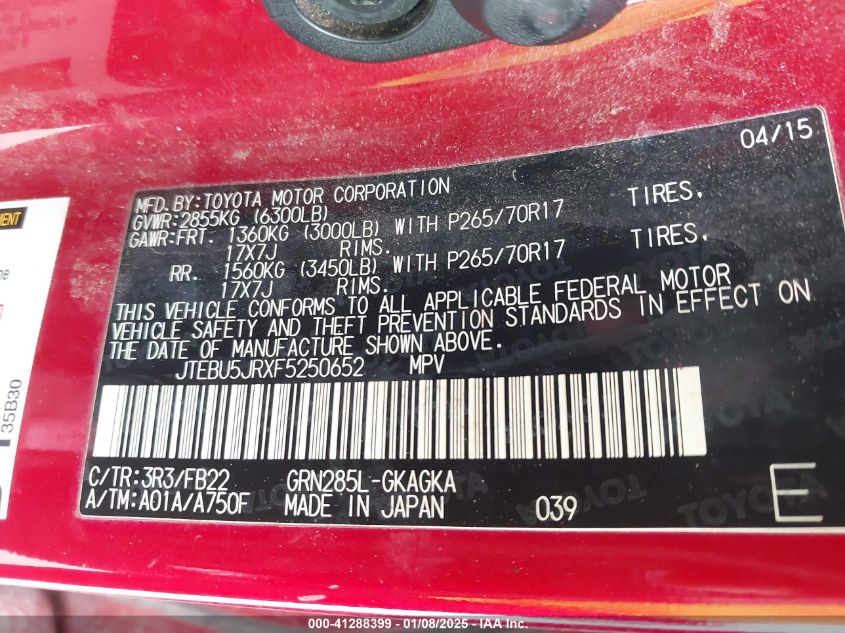 04/15
MFD.BY:TOYOTA MOTOR CORPORATION
GVWR:2855KG (6300LB)
GAWR:FRT. 1360KG (3000LB) WITH P265/70R17 TIRES,
17X7J RIMS.
RR. 1560KG (3450LB) WITH P265/70R17 TIRES,
17X7J RIMS.
THIS VEHICLE CONFORMS TO ALL APPLICABLE FEDERAL MOTOR
VEHICLE SAFETY AND THEFT PREVENTION STANDARDS IN EFFECT ON
THE DATE OF MANUFACTURE SHOWN ABOVE.
JTEBU5JRXF5250652 MPV
C/TR:3R3/FB22 GRN285L-GKAGKA
A/TM:A01A/A750F MADE IN JAPAN 039 E
35B30
000-41288399 - 01/08/2025 - IAA Inc.